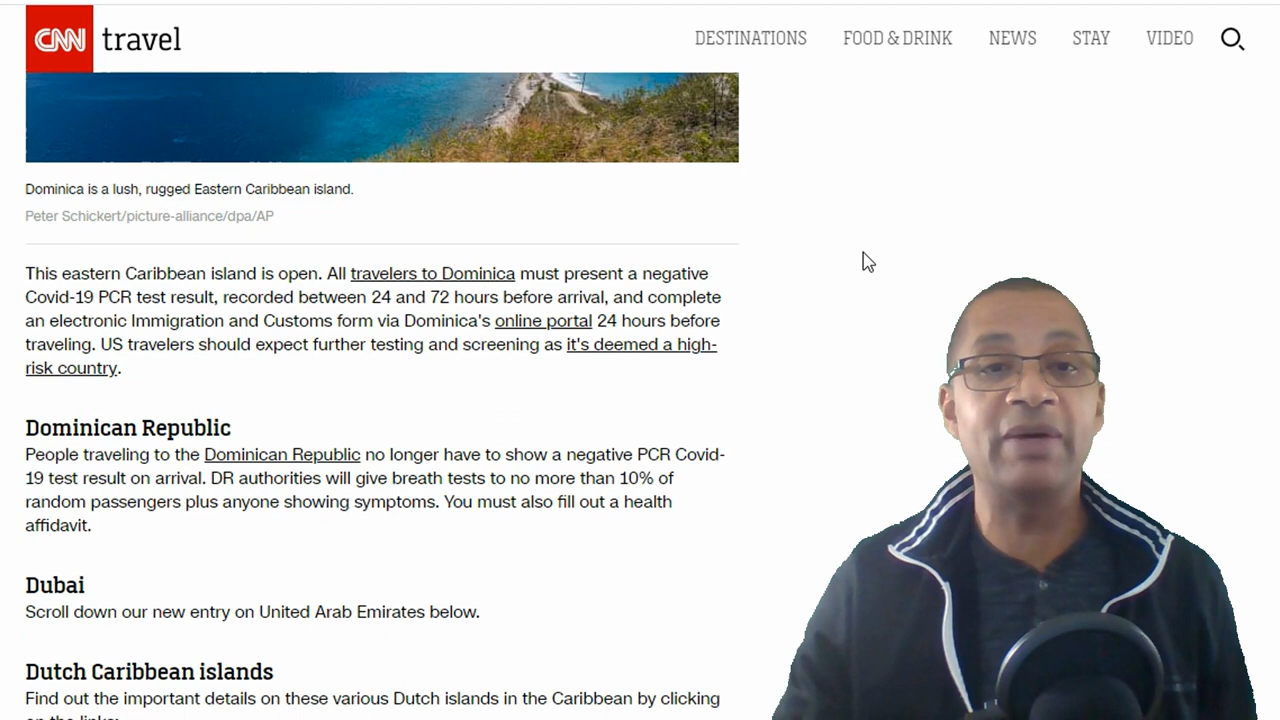 CNN travel
DESTINATIONS FOOD & DRINK NEWS STAY VIDEO
Dominica is a lush, rugged Eastern Caribbean island.
Peter Schickert/picture-alliance/dpa/AP
This eastern Caribbean island is open. All travelers to Dominica must present a negative
Covid-19 PCR test result, recorded between 24 and 72 hours before arrival, and complete
an electronic Immigration and Customs form via Dominica's online portal 24 hours before
traveling. US travelers should expect further testing and screening as it's deemed a high-
risk country.
Dominican Republic
People traveling to the Dominican Republic no longer have to show a negative PCR Covid-
19 test result on arrival. DR authorities will give breath tests to no more than 10% of
random passengers plus anyone showing symptoms. You must also fill out a health
affidavit.
Dubai
Scroll down our new entry on United Arab Emirates below.
Dutch Caribbean islands
Find out the important details on these various Dutch islands in the Caribbean by clicking
on the links: